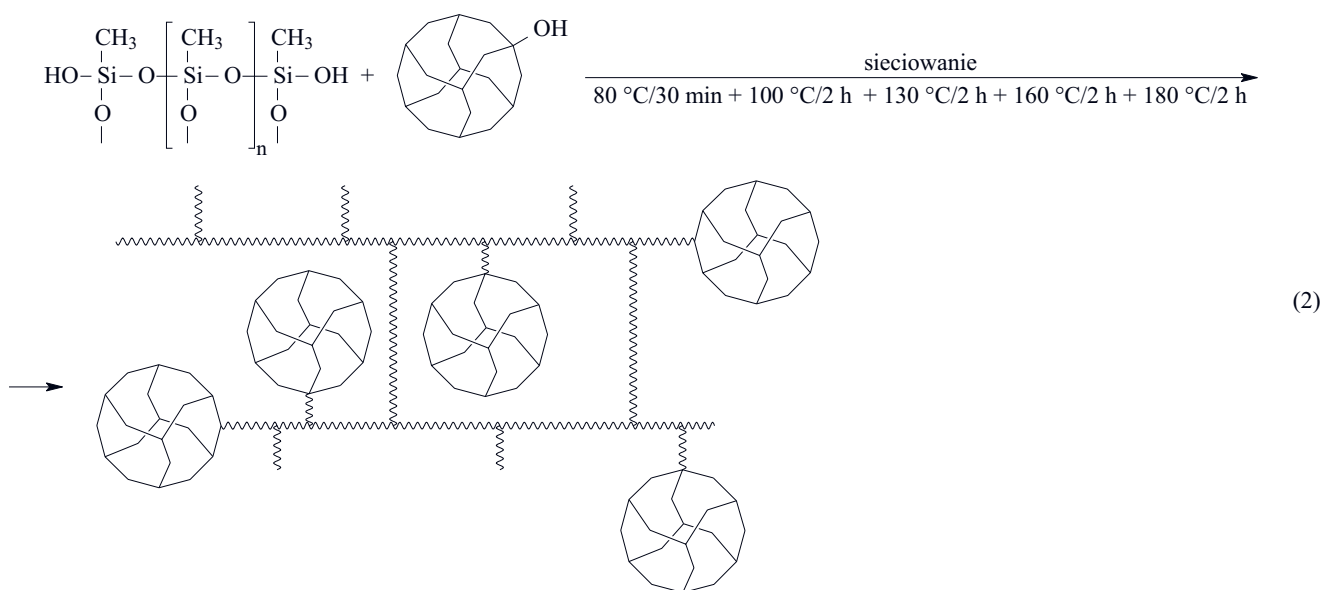 CH₃ CH₃ CH₃ OH
HO–Si–O–Si–O–Si–OH + sieciowanie
O O O 80 °C/30 min + 100 °C/2 h + 130 °C/2 h + 160 °C/2 h + 180 °C/2 h
n
(2)